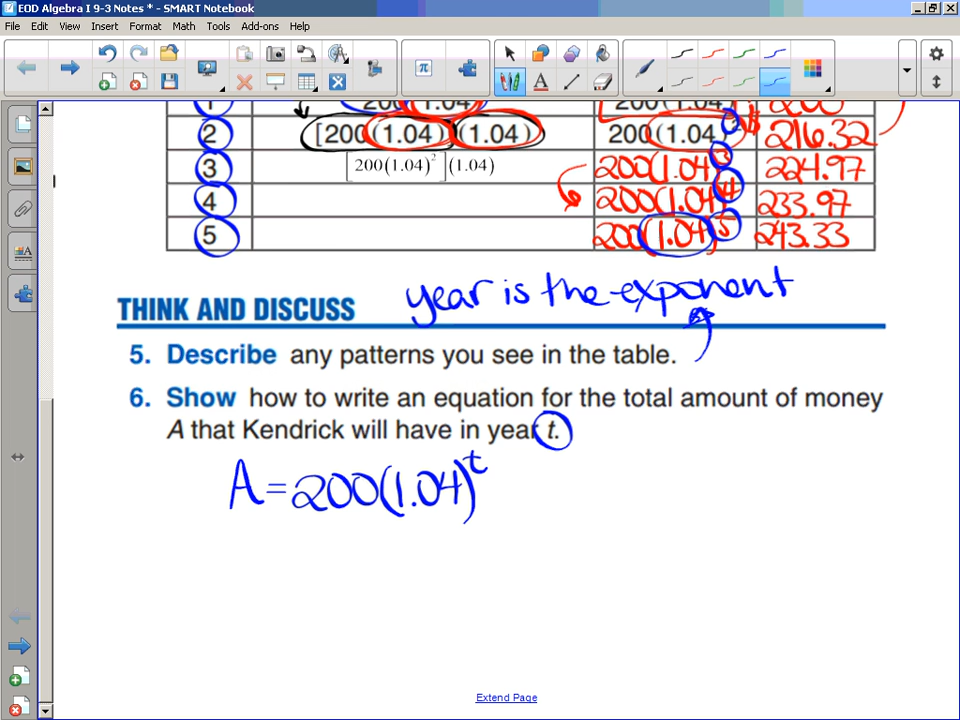 EOD Algebra I 9-3 Notes * - SMART Notebook
File Edit View Insert Format Math Tools Add-ons Help
2 [200(1.04)](1.04) 200(1.04)² $216.32
3 [200(1.04)²](1.04) 200(1.04)³ 224.97
4 200(1.04)⁴ 233.97
5 200(1.04)⁵ 243.33
year is the exponent
THINK AND DISCUSS
5. Describe any patterns you see in the table.
6. Show how to write an equation for the total amount of money
A that Kendrick will have in year t.
A=200(1.04)ᵗ
Extend Page